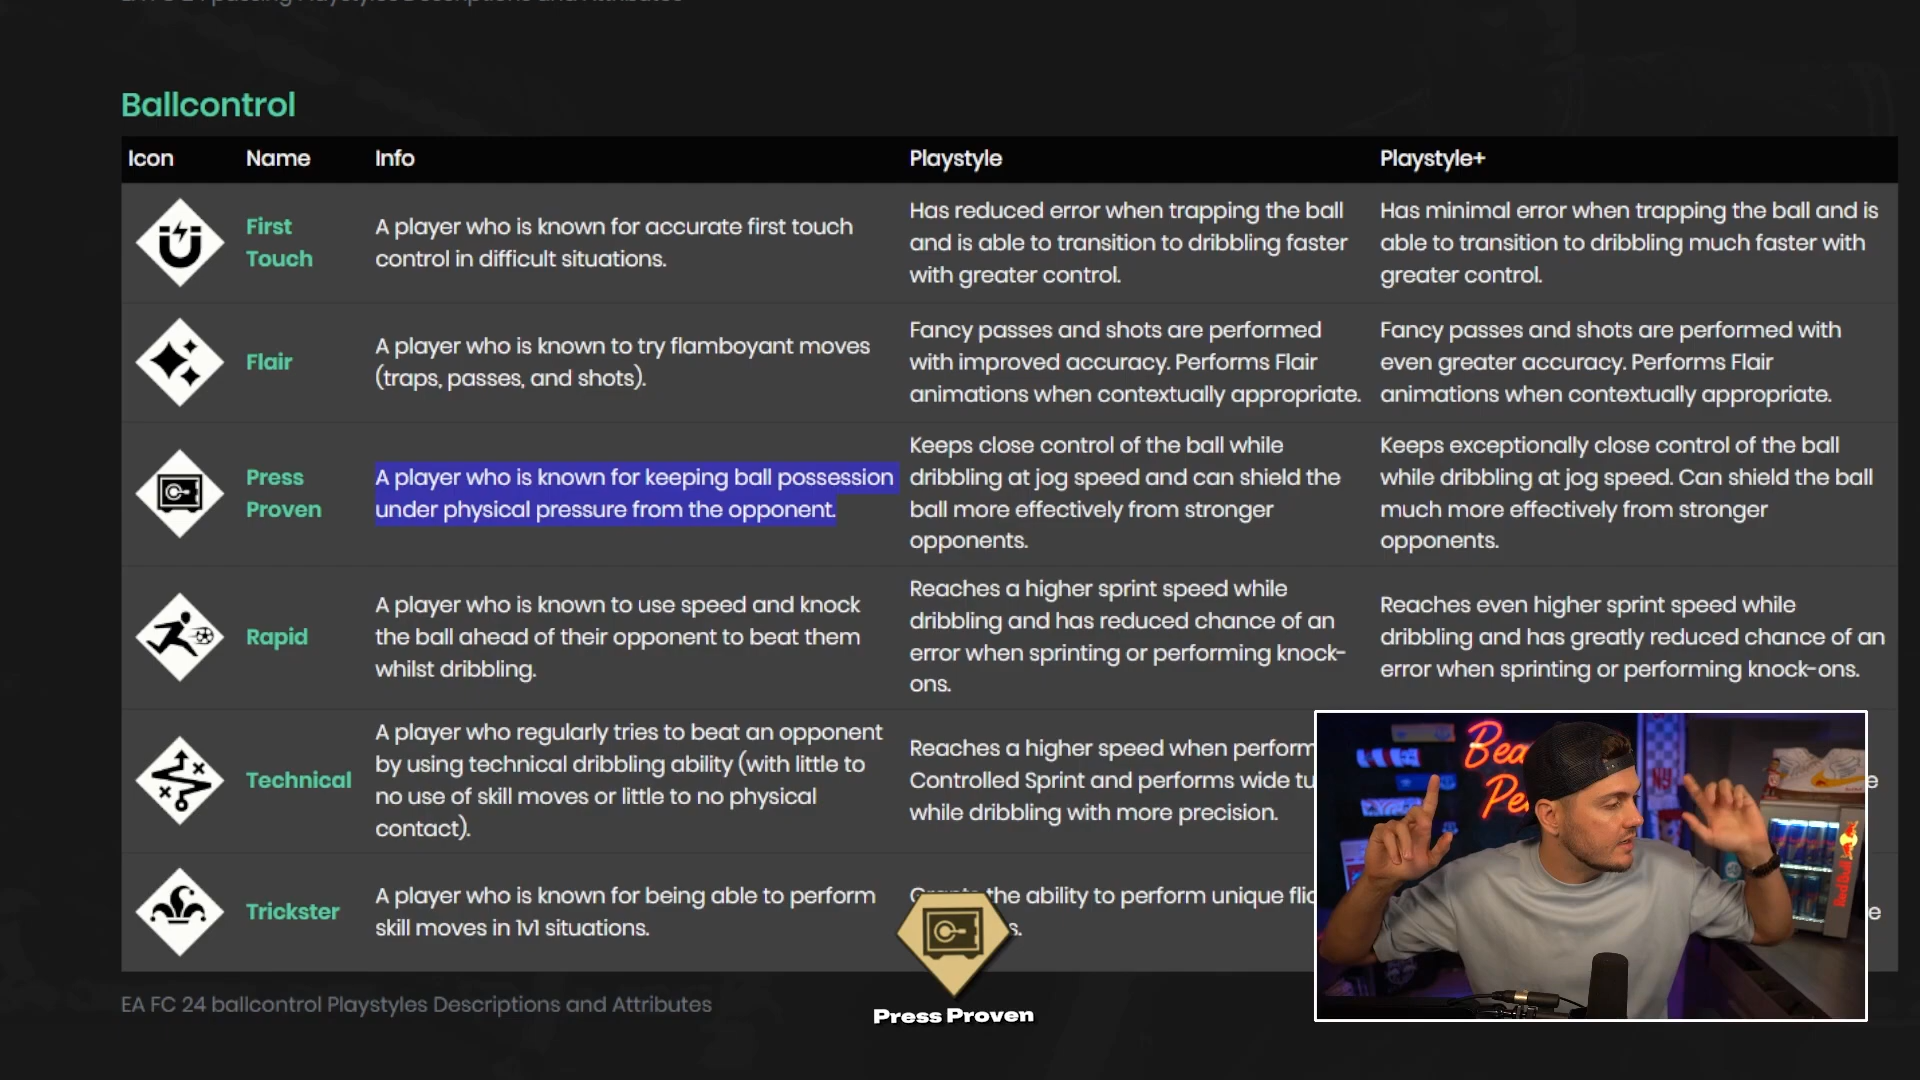 Ballcontrol
Icon Name Info Playstyle Playstyle+
First
Touch
A player who is known for accurate first touch
control in difficult situations.
Has reduced error when trapping the ball
and is able to transition to dribbling faster
with greater control.
Has minimal error when trapping the ball and is
able to transition to dribbling much faster with
greater control.
Flair
A player who is known to try flamboyant moves
(traps, passes, and shots).
Fancy passes and shots are performed
with improved accuracy. Performs Flair
animations when contextually appropriate.
Fancy passes and shots are performed with
even greater accuracy. Performs Flair
animations when contextually appropriate.
Press
Proven
A player who is known for keeping ball possession
under physical pressure from the opponent.
Keeps close control of the ball while
dribbling at jog speed and can shield the
ball more effectively from stronger
opponents.
Keeps exceptionally close control of the ball
while dribbling at jog speed. Can shield the ball
much more effectively from stronger
opponents.
Rapid
A player who is known to use speed and knock
the ball ahead of their opponent to beat them
whilst dribbling.
Reaches a higher sprint speed while
dribbling and has reduced chance of an
error when sprinting or performing knock-
ons.
Reaches even higher sprint speed while
dribbling and has greatly reduced chance of an
error when sprinting or performing knock-ons.
Technical
A player who regularly tries to beat an opponent
by using technical dribbling ability (with little to
no use of skill moves or little to no physical
contact).
Reaches a higher speed when perform
Controlled Sprint and performs wide tu
while dribbling with more precision.
Trickster
A player who is known for being able to perform
skill moves in 1v1 situations.
the ability to perform unique flic
EA FC 24 ballcontrol Playstyles Descriptions and Attributes
Press Proven
Red Bull